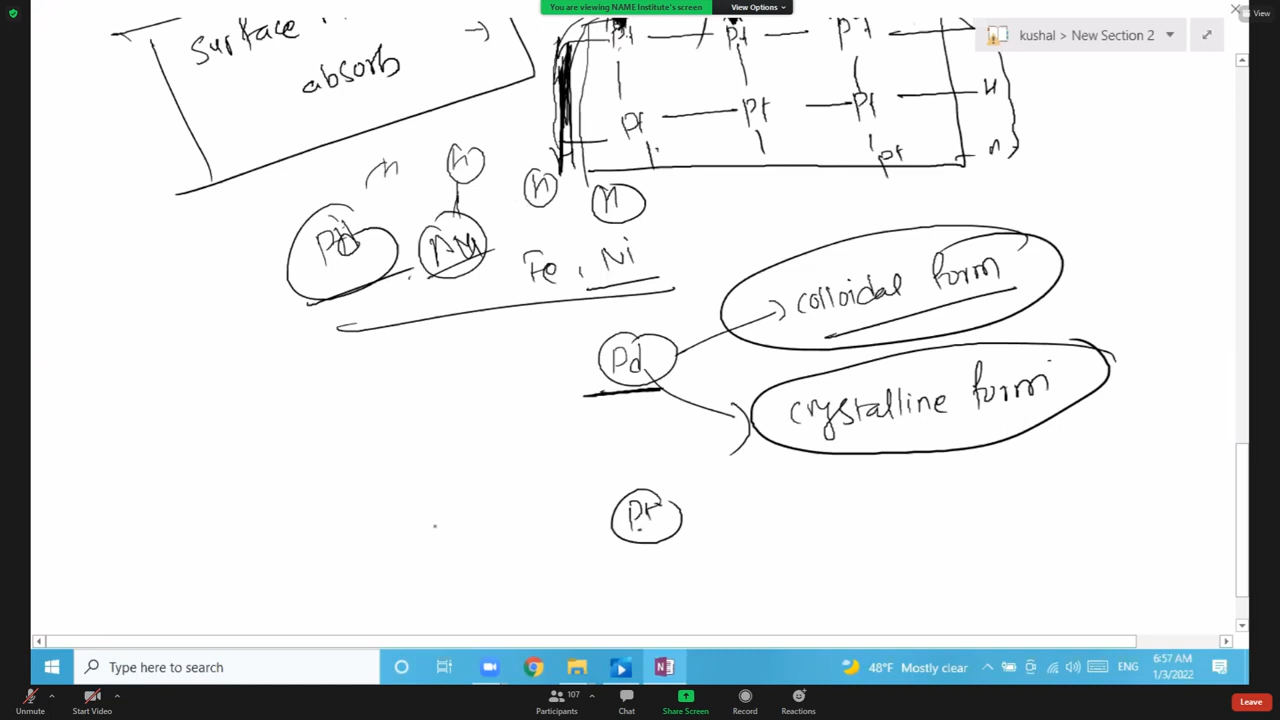 You are viewing NAME Institute's screen
View Options
View
kushal > New Section 2
surface
absorb
Pt Pt Pt
Pt Pt Pt H
Pt
H
Pd
Fe, Ni
colloidal form
Pd
crystalline form
Pt
Type here to search
48°F Mostly clear
ENG
6:57 AM
1/3/2022
Unmute
Start Video
Participants
107
Chat
Share Screen
Record
Reactions
Leave